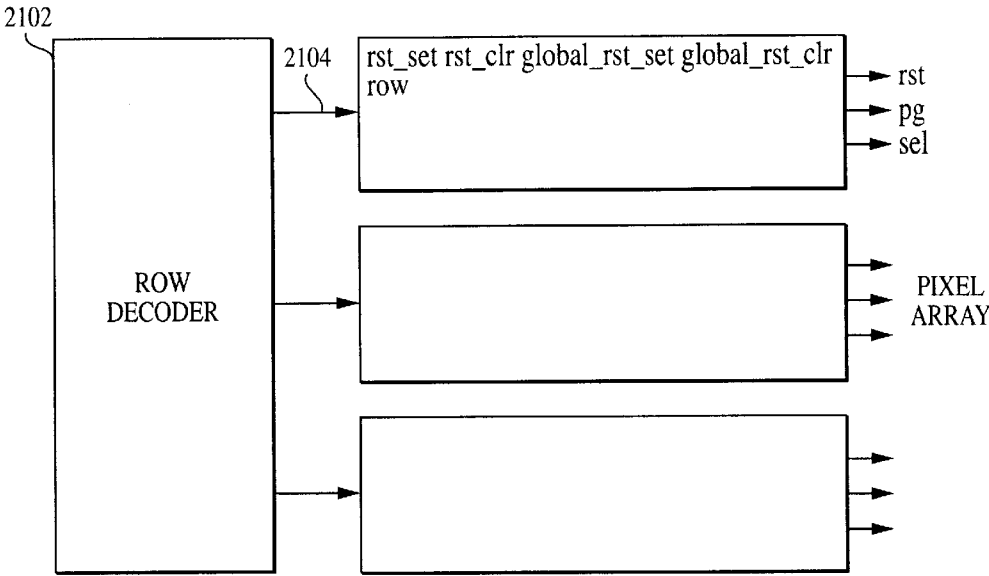 2102
2104
rst_set rst_clr global_rst_set global_rst_clr
row
rst
pg
sel
ROW
DECODER
PIXEL
ARRAY